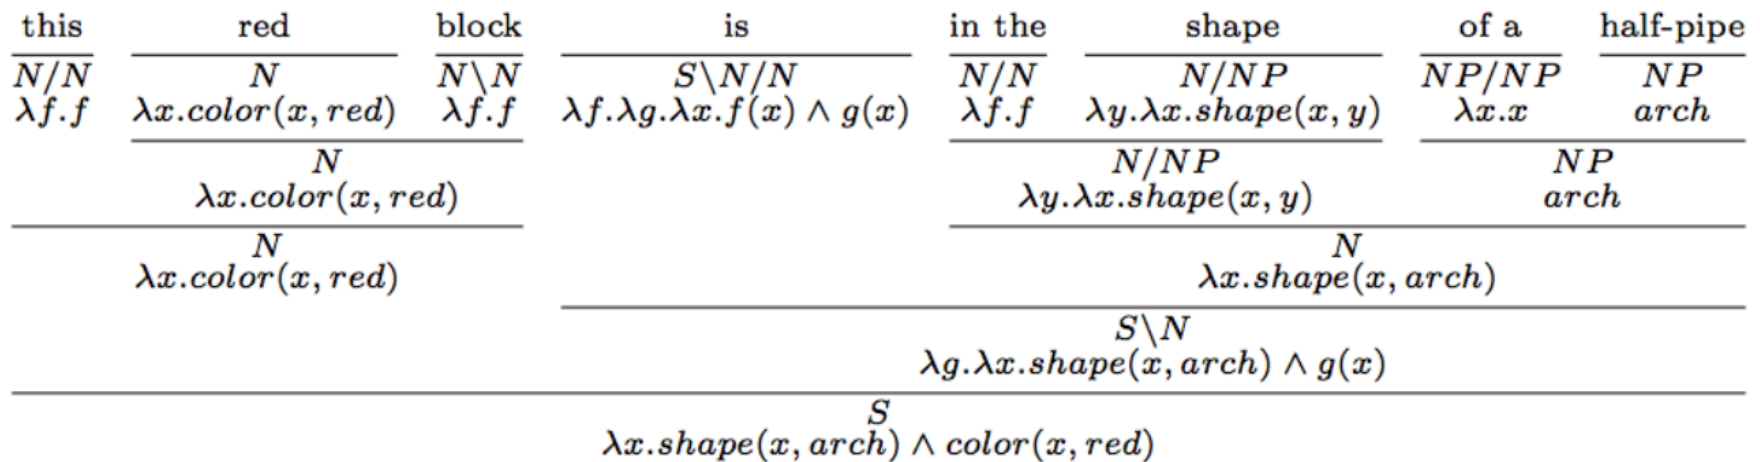 this red block is in the shape of a half-pipe
N/N N N\N S\N/N N/N N/NP NP/NP NP
λf.f λx.color(x, red) λf.f λf.λg.λx.f(x) ∧ g(x) λf.f λy.λx.shape(x, y) λx.x arch
N N/NP NP
λx.color(x, red) λy.λx.shape(x, y) arch
N N
λx.color(x, red) λx.shape(x, arch)
S\N
λg.λx.shape(x, arch) ∧ g(x)
S
λx.shape(x, arch) ∧ color(x, red)